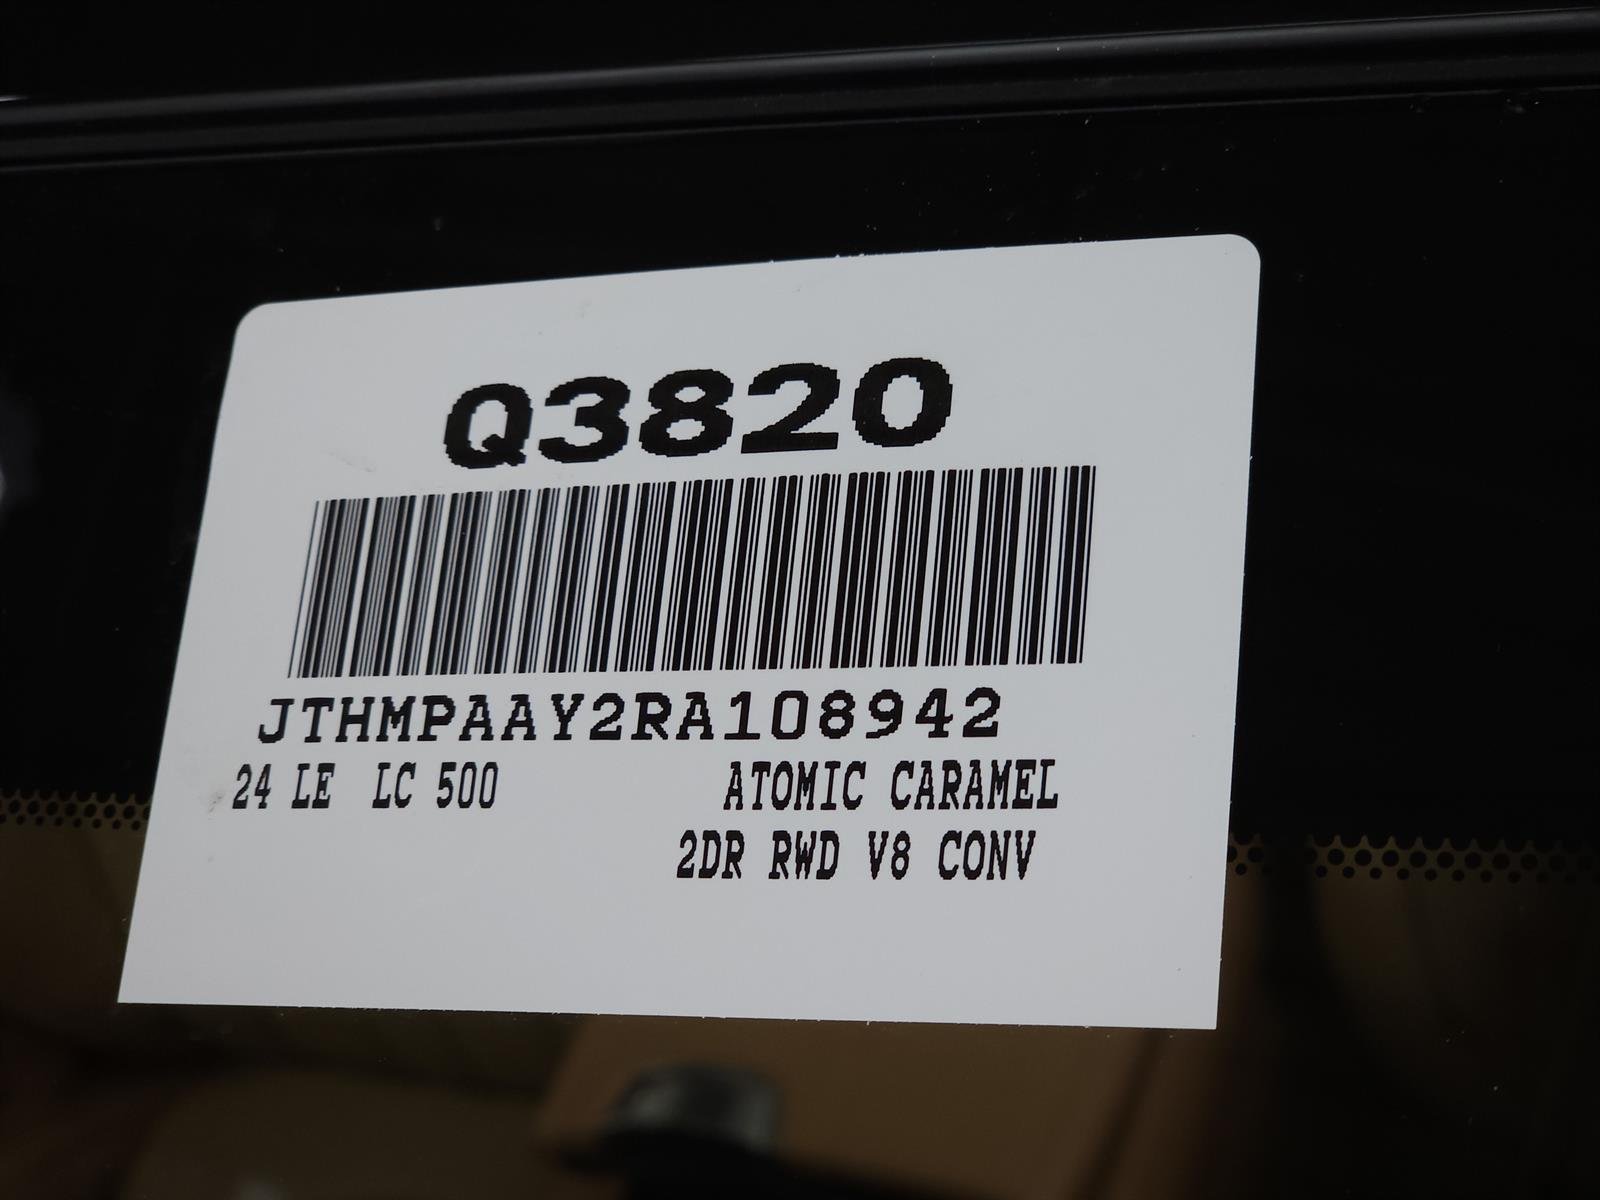 Q3820
JTHMPAAY2RA108942
24 LE LC 500 ATOMIC CARAMEL
2DR RWD V8 CONV